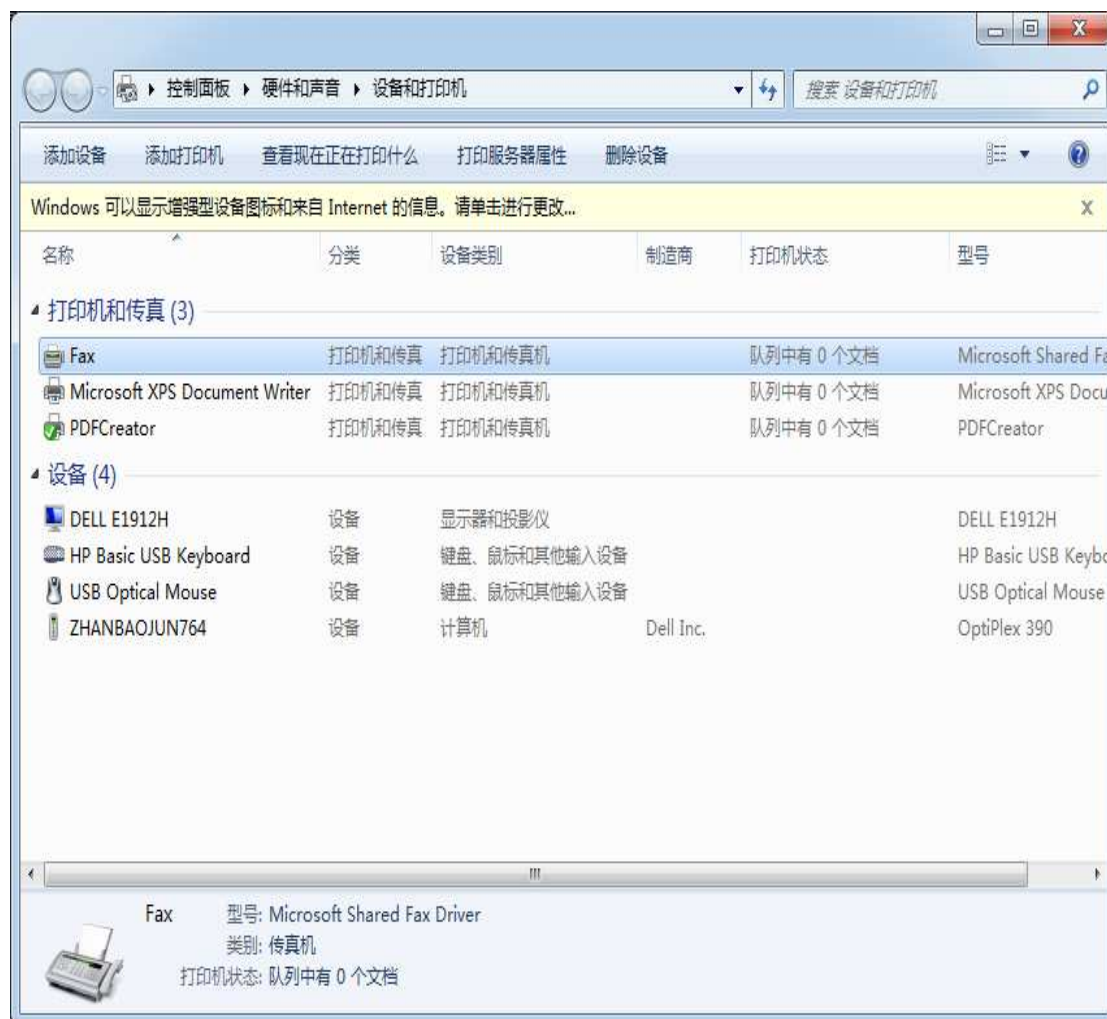 控制面板 硬件和声音 设备和打印机 搜索 设备和打印机
添加设备 添加打印机 查看现在正在打印什么 打印服务器属性 删除设备
Windows 可以显示增强型设备图标和来自 Internet 的信息。请单击进行更改...
名称 分类 设备类别 制造商 打印机状态 型号
打印机和传真 (3)
Fax 打印机和传真 打印机和传真机 队列中有 0 个文档 Microsoft Shared Fa
Microsoft XPS Document Writer 打印机和传真 打印机和传真机 队列中有 0 个文档 Microsoft XPS Docu
PDFCreator 打印机和传真 打印机和传真机 队列中有 0 个文档 PDFCreator
设备 (4)
DELL E1912H 设备 显示器和投影仪 DELL E1912H
HP Basic USB Keyboard 设备 键盘、鼠标和其他输入设备 HP Basic USB Keybo
USB Optical Mouse 设备 键盘、鼠标和其他输入设备 USB Optical Mouse
ZHANBAOJUN764 设备 计算机 Dell Inc. OptiPlex 390
Fax 型号: Microsoft Shared Fax Driver
类别: 传真机
打印机状态: 队列中有 0 个文档